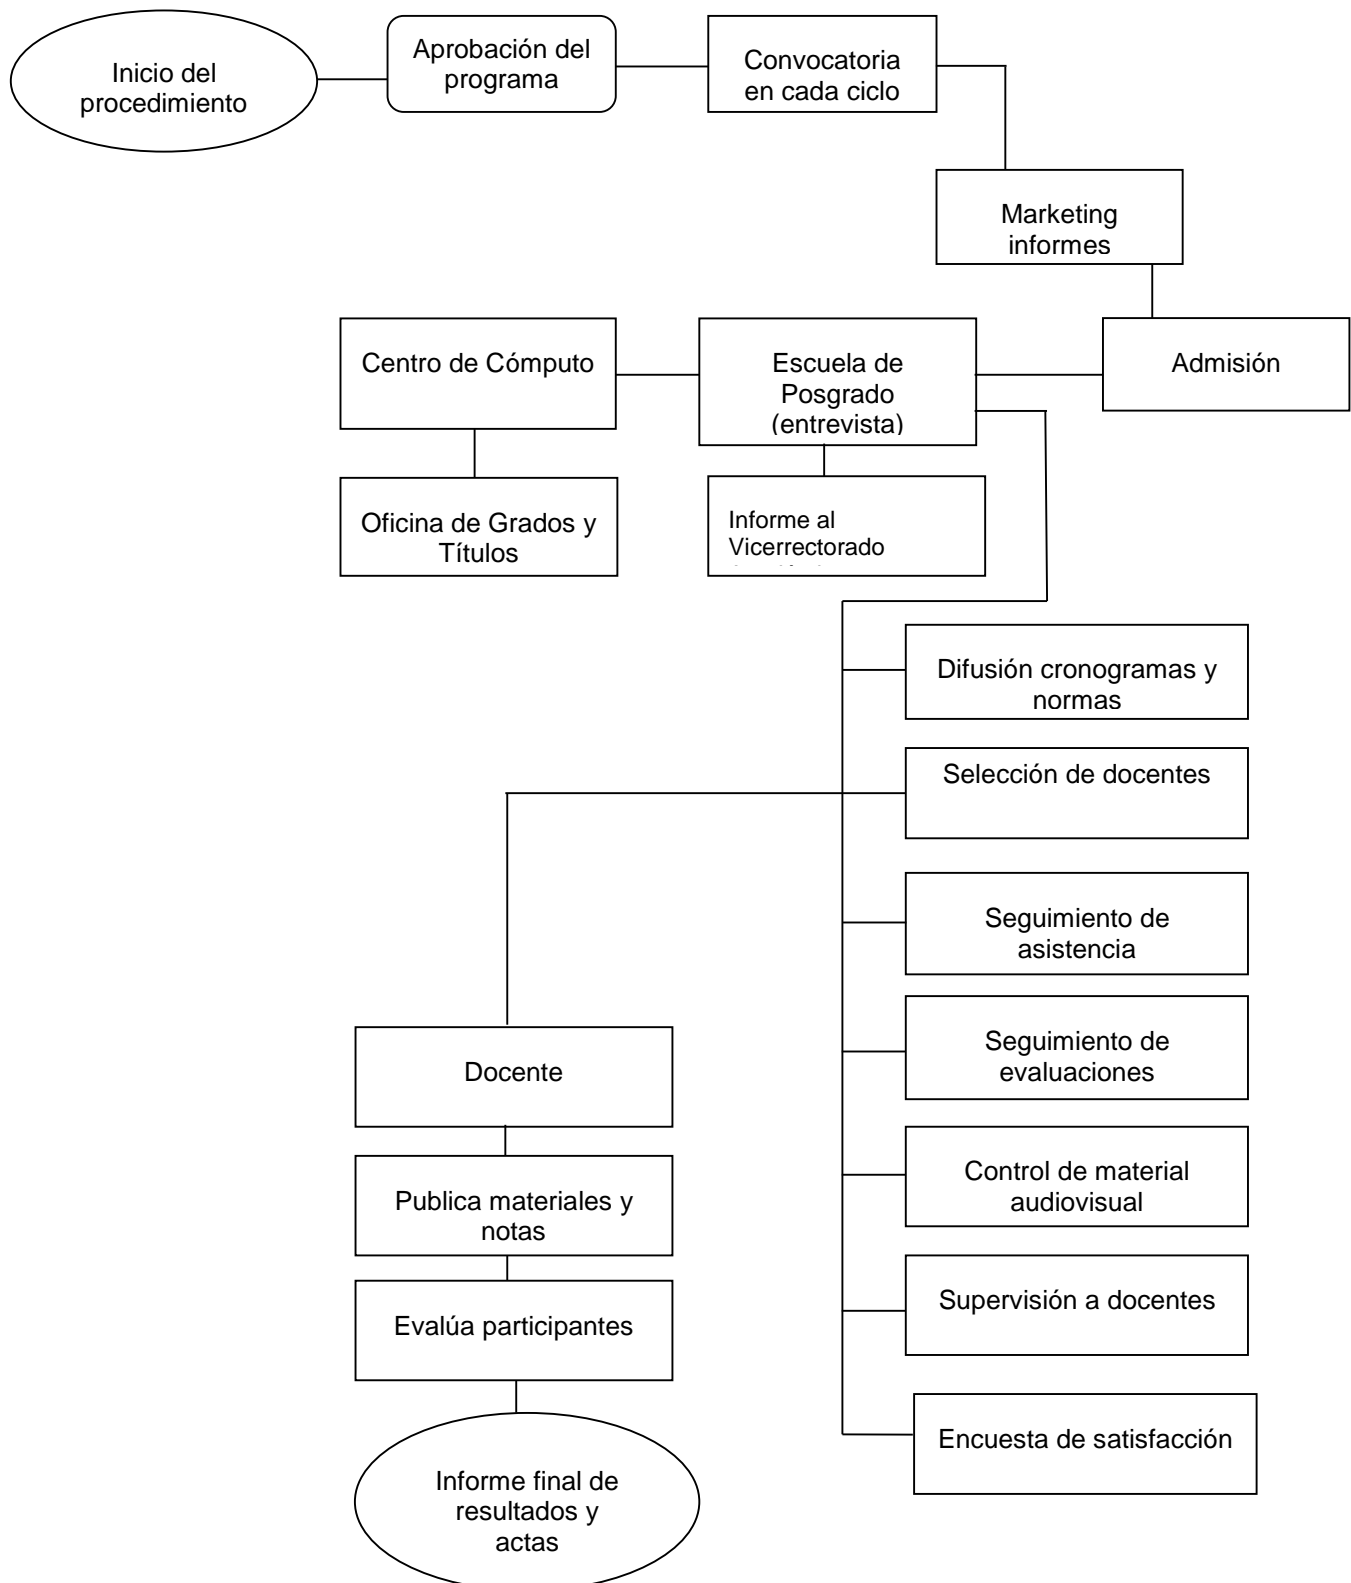 Inicio del
procedimiento
Aprobación del
programa
Convocatoria
en cada ciclo
Marketing
informes
Centro de Cómputo
Escuela de
Posgrado
(entrevista)
Admisión
Oficina de Grados y
Títulos
Informe al
Vicerrectorado
Difusión cronogramas y
normas
Selección de docentes
Seguimiento de
asistencia
Seguimiento de
evaluaciones
Docente
Control de material
audiovisual
Publica materiales y
notas
Supervisión a docentes
Evalúa participantes
Encuesta de satisfacción
Informe final de
resultados y
actas